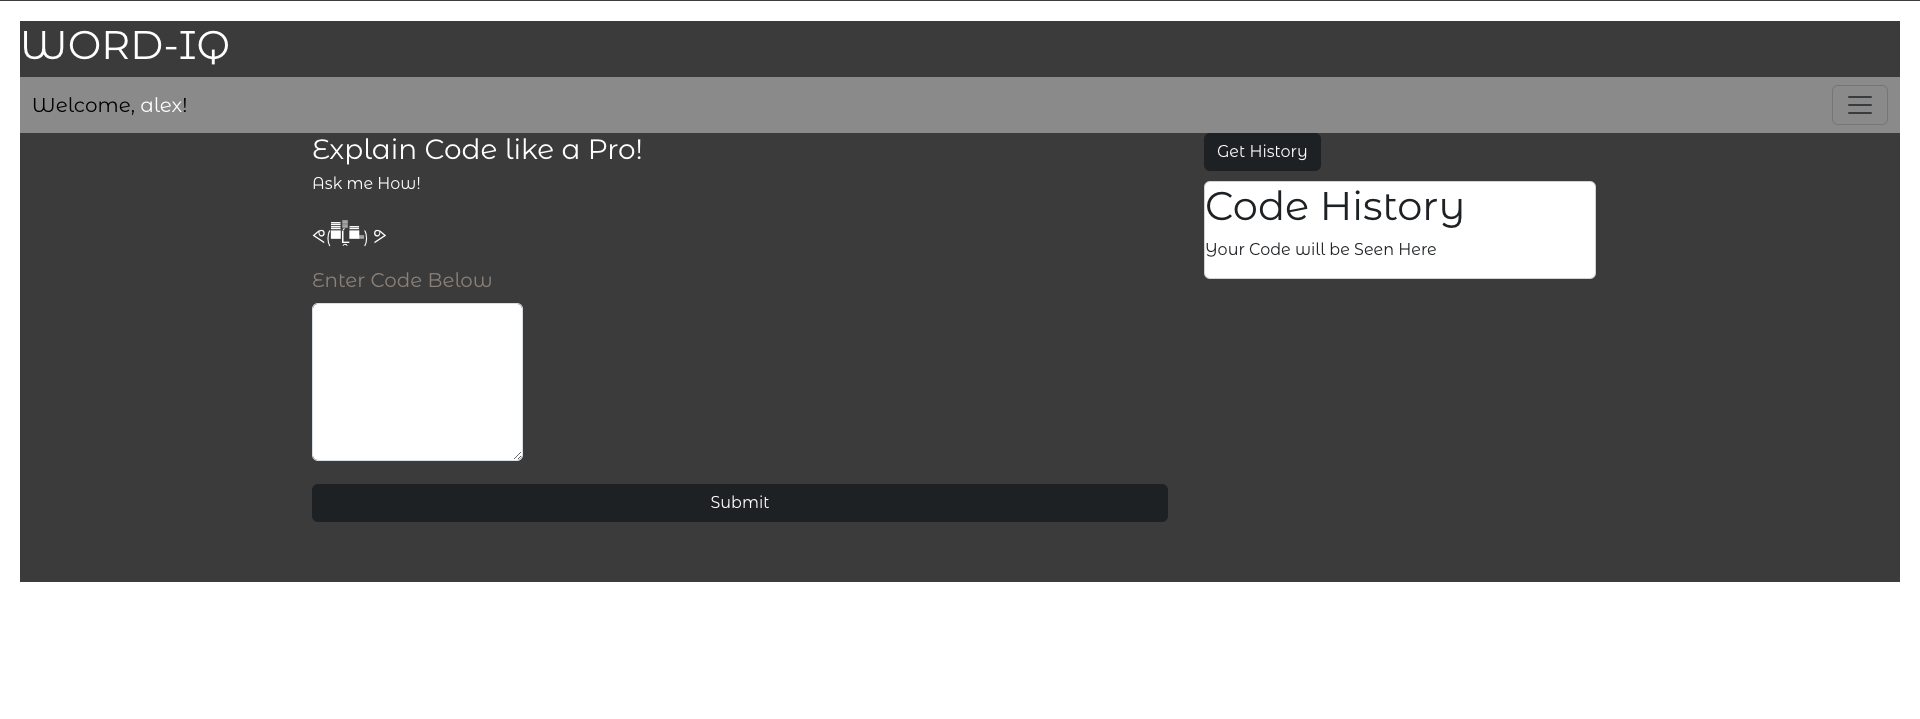 WORD-IQ
Welcome, alex!
Explain Code like a Pro!
Ask me How!
Enter Code Below
Submit
Get History
Code History
Your Code will be Seen Here